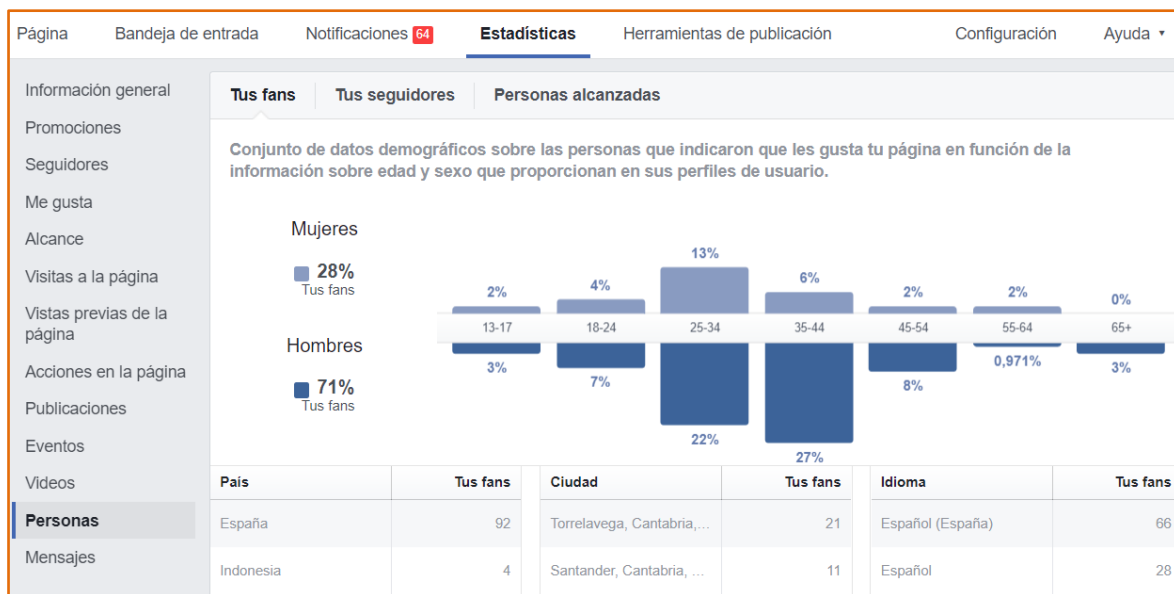 Página Bandeja de entrada Notificaciones 64 Estadísticas Herramientas de publicación Configuración Ayuda
Información general
Promociones
Seguidores
Me gusta
Alcance
Visitas a la página
Vistas previas de la
página
Acciones en la página
Publicaciones
Eventos
Videos
Personas
Mensajes
Tus fans Tus seguidores Personas alcanzadas
Conjunto de datos demográficos sobre las personas que indicaron que les gusta tu página en función de la
información sobre edad y sexo que proporcionan en sus perfiles de usuario.
Mujeres
28%
Tus fans
2% 4% 13% 6% 2% 2% 0%
13-17 18-24 25-34 35-44 45-54 55-64 65+
Hombres
71%
Tus fans
3% 7% 22% 27% 8% 0,971% 3%
País Tus fans Ciudad Tus fans Idioma Tus fans
España 92 Torrelavega, Cantabria,... 21 Español (España) 66
Indonesia 4 Santander, Cantabria, ... 11 Español 28